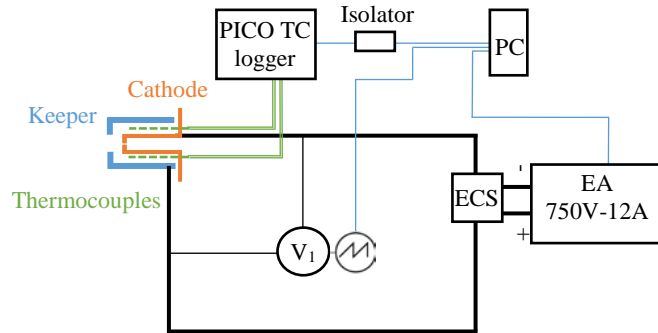 Isolator
PICO TC
logger
PC
Cathode
Keeper
Thermocouples
ECS
-
+
EA
750V-12A
V₁